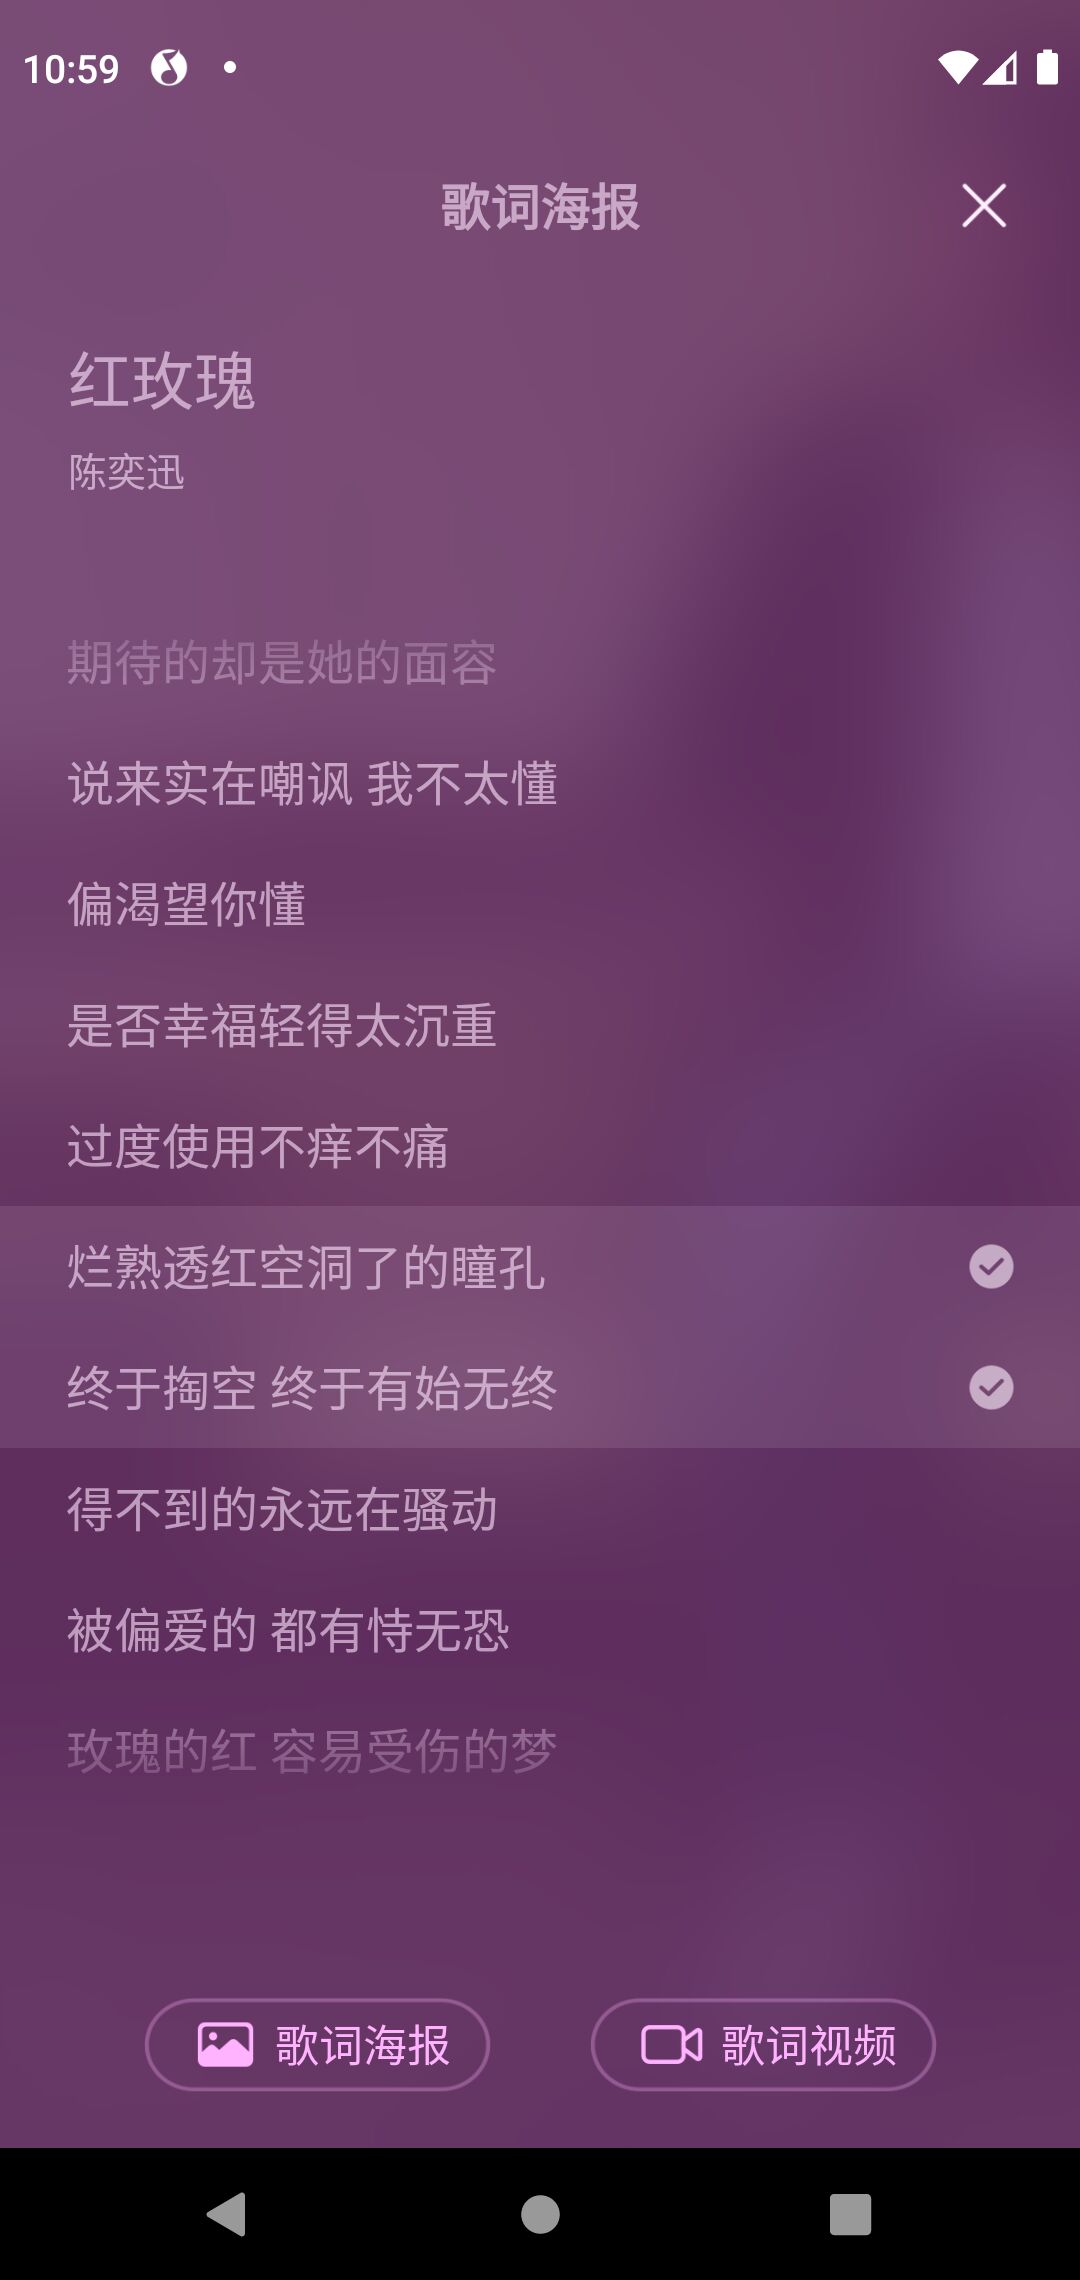 10:59
歌词海报
红玫瑰
陈奕迅
期待的却是她的面容
说来实在嘲讽 我不太懂
偏渴望你懂
是否幸福轻得太沉重
过度使用不痒不痛
烂熟透红空洞了的瞳孔
终于掏空 终于有始无终
得不到的永远在骚动
被偏爱的 都有恃无恐
玫瑰的红 容易受伤的梦
歌词海报
歌词视频